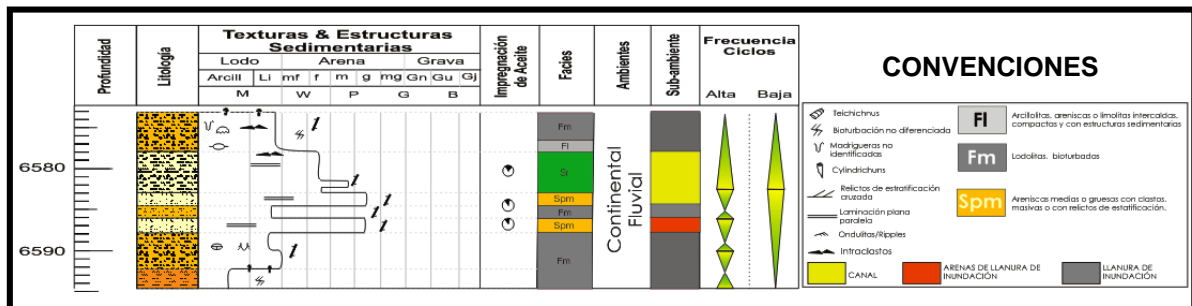 Profundidad
Litología
Texturas & Estructuras
Sedimentarias
Lodo
Arena
Grava
Arcill
Li
mf
f
m
g
mg
Gn
Gu
Gj
M
W
P
G
B
Impregnación
de Aceite
Facies
Ambientes
Sub-ambiente
Frecuencia
Ciclos
Alta
Baja
6580
6590
Fm
Fl
Spm
Fm
Spm
Fm
Continental
Fluvial
CONVENCIONES
Teichichnus
Bioturbación no diferenciada
Madrigueras no
identificadas
Cylindrichuns
Relictos de estratificación
cruzada
Laminación plana
paralela
Ondulitas/Ripples
Intraclastos
Fl
Arcillolitas, areniscas o limolitas intercaldas,
compactas y con estructuras sedimentarias
Fm
Lodolitas, bioturbadas
Spm
Areniscas medias o gruesas con clastos,
masivas o con relictos de estatificación.
CANAL
ARENAS DE LLANURA DE
INUNDACIÓN
LLANURA DE
INUNDACIÓN